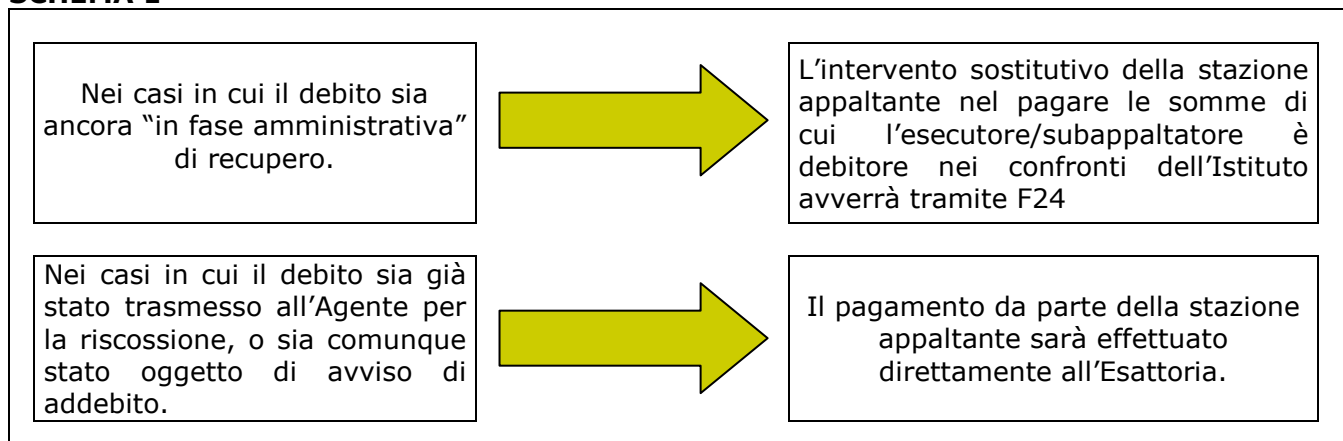 Nei casi in cui il debito sia
ancora “in fase amministrativa”
di recupero.
L’intervento sostitutivo della stazione
appaltante nel pagare le somme di
cui l’esecutore/subappaltatore è
debitore nei confronti dell’Istituto
avverrà tramite F24
Nei casi in cui il debito sia già
stato trasmesso all’Agente per
la riscossione, o sia comunque
stato oggetto di avviso di
addebito.
Il pagamento da parte della stazione
appaltante sarà effettuato
direttamente all’Esattoria.